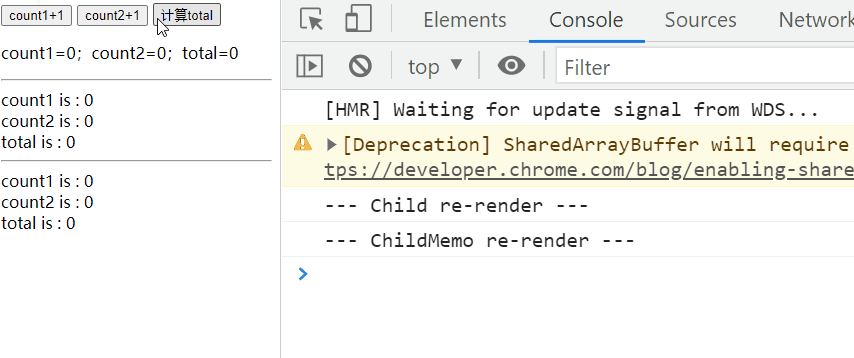 count1+1 count2+1 计算total
count1=0；count2=0；total=0
count1 is : 0
count2 is : 0
total is : 0
count1 is : 0
count2 is : 0
total is : 0
Elements Console Sources Network
top ▼ Filter
[HMR] Waiting for update signal from WDS...
▶[Deprecation] SharedArrayBuffer will require
tps://developer.chrome.com/blog/enabling-share
--- Child re-render ---
--- ChildMemo re-render ---
>